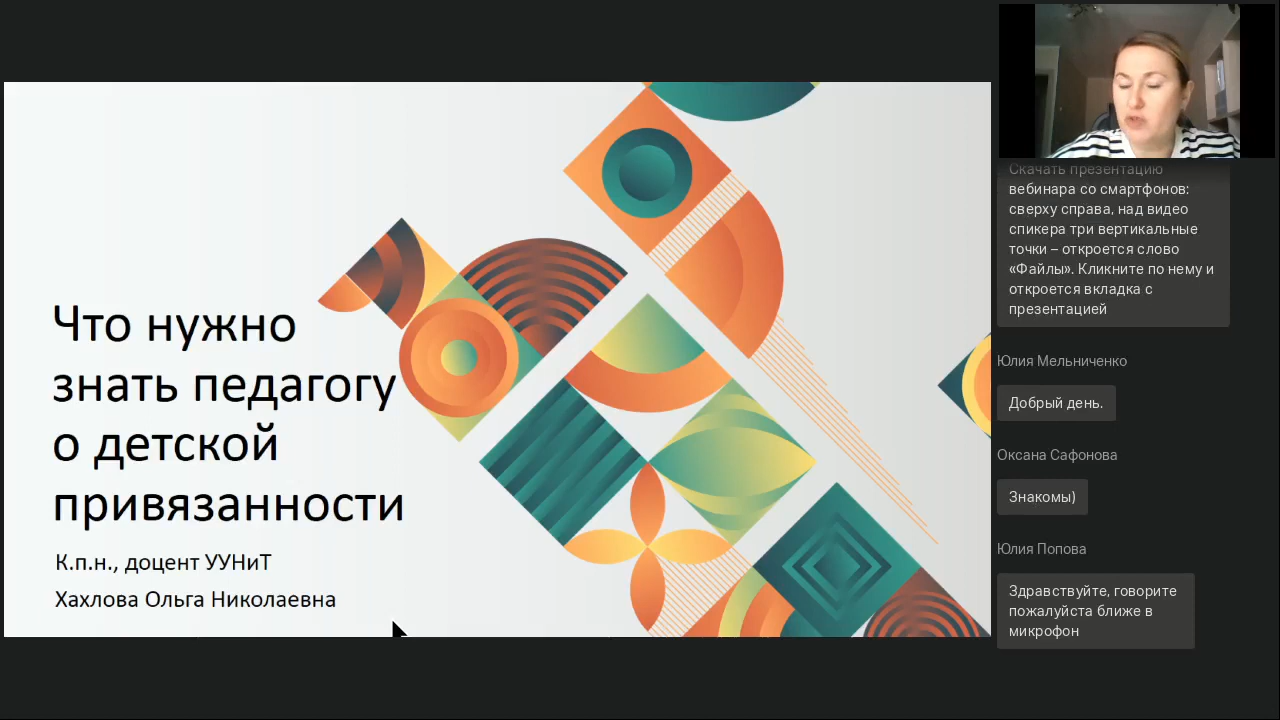 Что нужно
знать педагогу
о детской
привязанности
К.п.н., доцент УУНиТ
Хахлова Ольга Николаевна
Скачать презентацию
вебинара со смартфонов:
сверху справа, над видео
спикера три вертикальные
точки – откроется слово
«Файлы». Кликните по нему и
откроется вкладка с
презентацией
Юлия Мельниченко
Добрый день.
Оксана Сафонова
Знакомы)
Юлия Попова
Здравствуйте, говорите
пожалуйста ближе в
микрофон